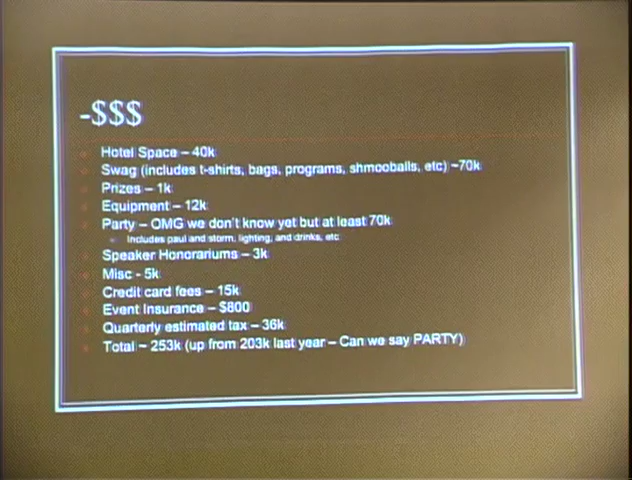 -$$$
Hotel Space – 40k
Swag (includes t-shirts, bags, programs, shmooballs, etc) ~70k
Prizes – 1k
Equipment – 12k
Party – OMG we don't know yet but at least 70k
Includes paul and storm, lighting, and drinks, etc
Speaker Honorariums – 3k
Misc - 5k
Credit card fees – 15k
Event Insurance – $800
Quarterly estimated tax – 36k
Total ~ 253k (up from 203k last year – Can we say PARTY)